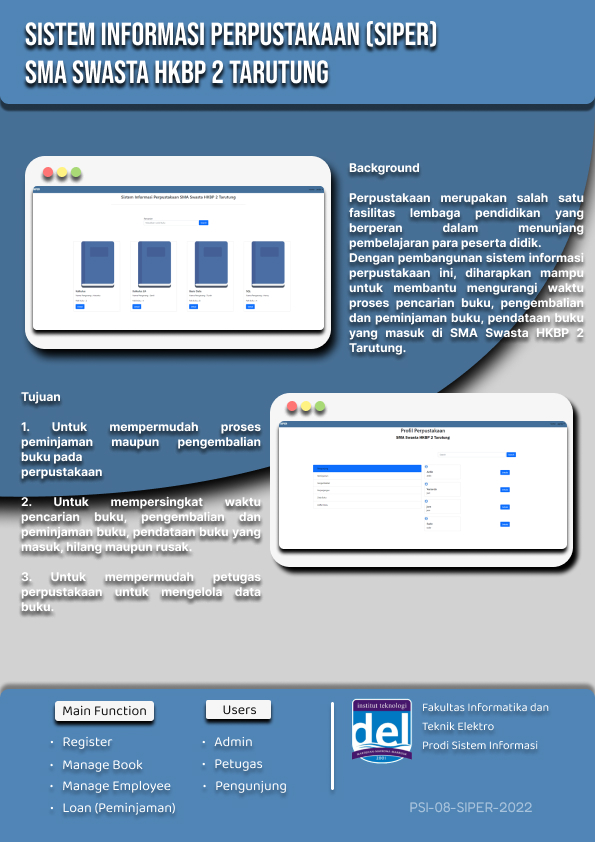 SISTEM INFORMASI PERPUSTAKAAN (SIPER)
SMA SWASTA HKBP 2 TARUTUNG
Sistem Informasi Perpustakaan SMA Swasta HKBP 2 Tarutung
Background
Perpustakaan merupakan salah satu
fasilitas lembaga pendidikan yang
berperan dalam menunjang
pembelajaran para peserta didik.
Dengan pembangunan sistem informasi
perpustakaan ini, diharapkan mampu
untuk membantu mengurangi waktu
proses pencarian buku, pengembalian
dan peminjaman buku, pendataan buku
yang masuk di SMA Swasta HKBP 2
Tarutung.
Tujuan
1. Untuk mempermudah proses
peminjaman maupun pengembalian
buku pada
perpustakaan
2. Untuk mempersingkat waktu
pencarian buku, pengembalian dan
peminjaman buku, pendataan buku yang
masuk, hilang maupun rusak.
3. Untuk mempermudah petugas
perpustakaan untuk mengelola data
buku.
Profil Perpustakaan
SMA Swasta HKBP 2 Tarutung
Main Function
• Register
• Manage Book
• Manage Employee
• Loan (Peminjaman)
Users
• Admin
• Petugas
• Pengunjung
institut teknologi
del
2001
Fakultas Informatika dan
Teknik Elektro
Prodi Sistem Informasi
PSI-08-SIPER-2022